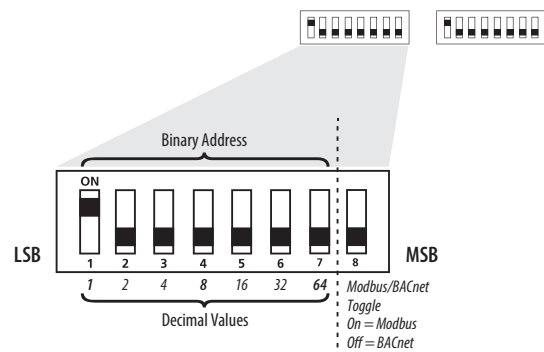 Binary Address
ON
LSB
MSB
1 2 3 4 5 6 7 8
1 2 4 8 16 32 64
Modbus/BACnet
Toggle
On = Modbus
Off = BACnet
Decimal Values